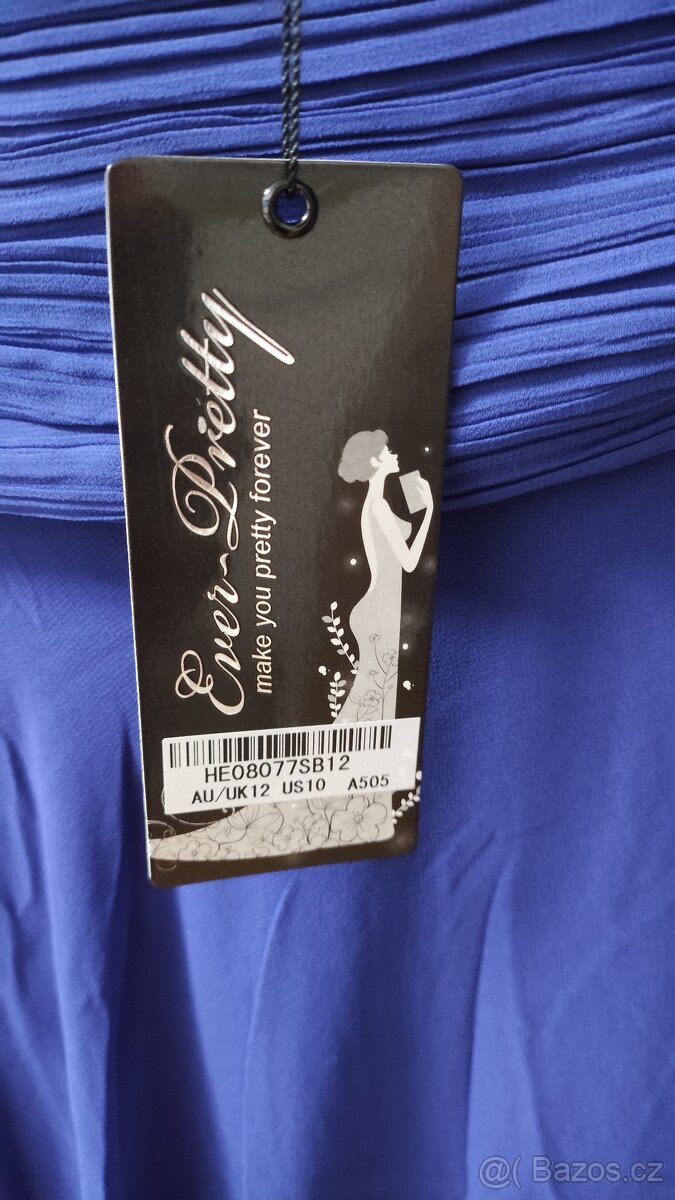 Ever-Pretty
make you pretty forever
HE08077SB12
AU/UK12 US10 A505
@( Bazos.cz